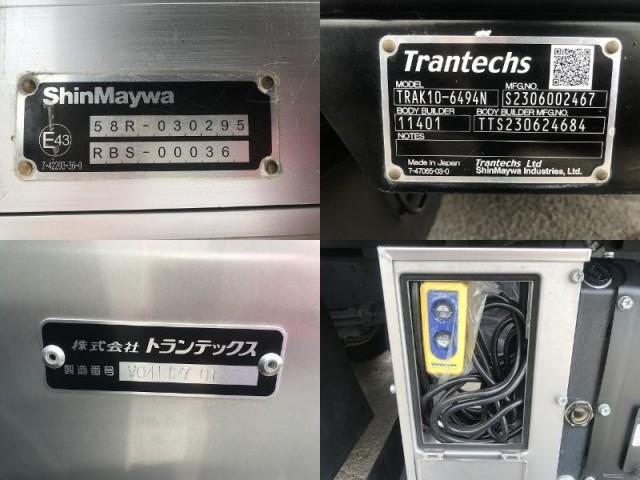 ShinMaywa
E43
58R-030295
RBS-00036
7-42203-36-0
Trantechs
MODEL MFG.NO.
TRAK10-6494N S2306002467
BODY BUILDER BODY BUILDER MFG.NO.
11401 TTS230624684
NOTES
Made in Japan Trantechs Ltd
7-47065-03-0 ShinMaywa Industries, Ltd.
株式会社 トランテックス
製造番号